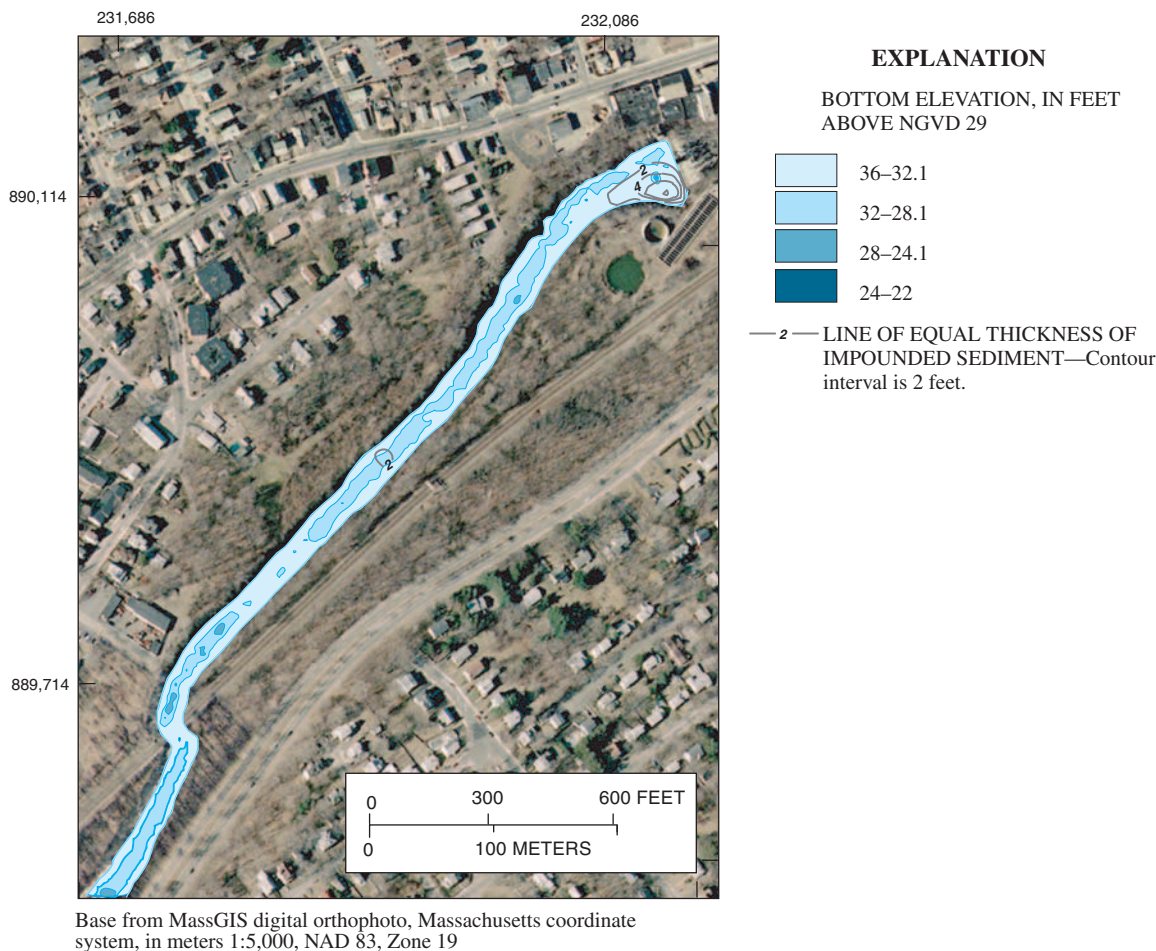 231,686
232,086
890,114
889,714
2
4
2
0 300 600 FEET
0 100 METERS
EXPLANATION
BOTTOM ELEVATION, IN FEET
ABOVE NGVD 29
36–32.1
32–28.1
28–24.1
24–22
2 LINE OF EQUAL THICKNESS OF
IMPOUNDED SEDIMENT—Contour
interval is 2 feet.
Base from MassGIS digital orthophoto, Massachusetts coordinate
system, in meters 1:5,000, NAD 83, Zone 19